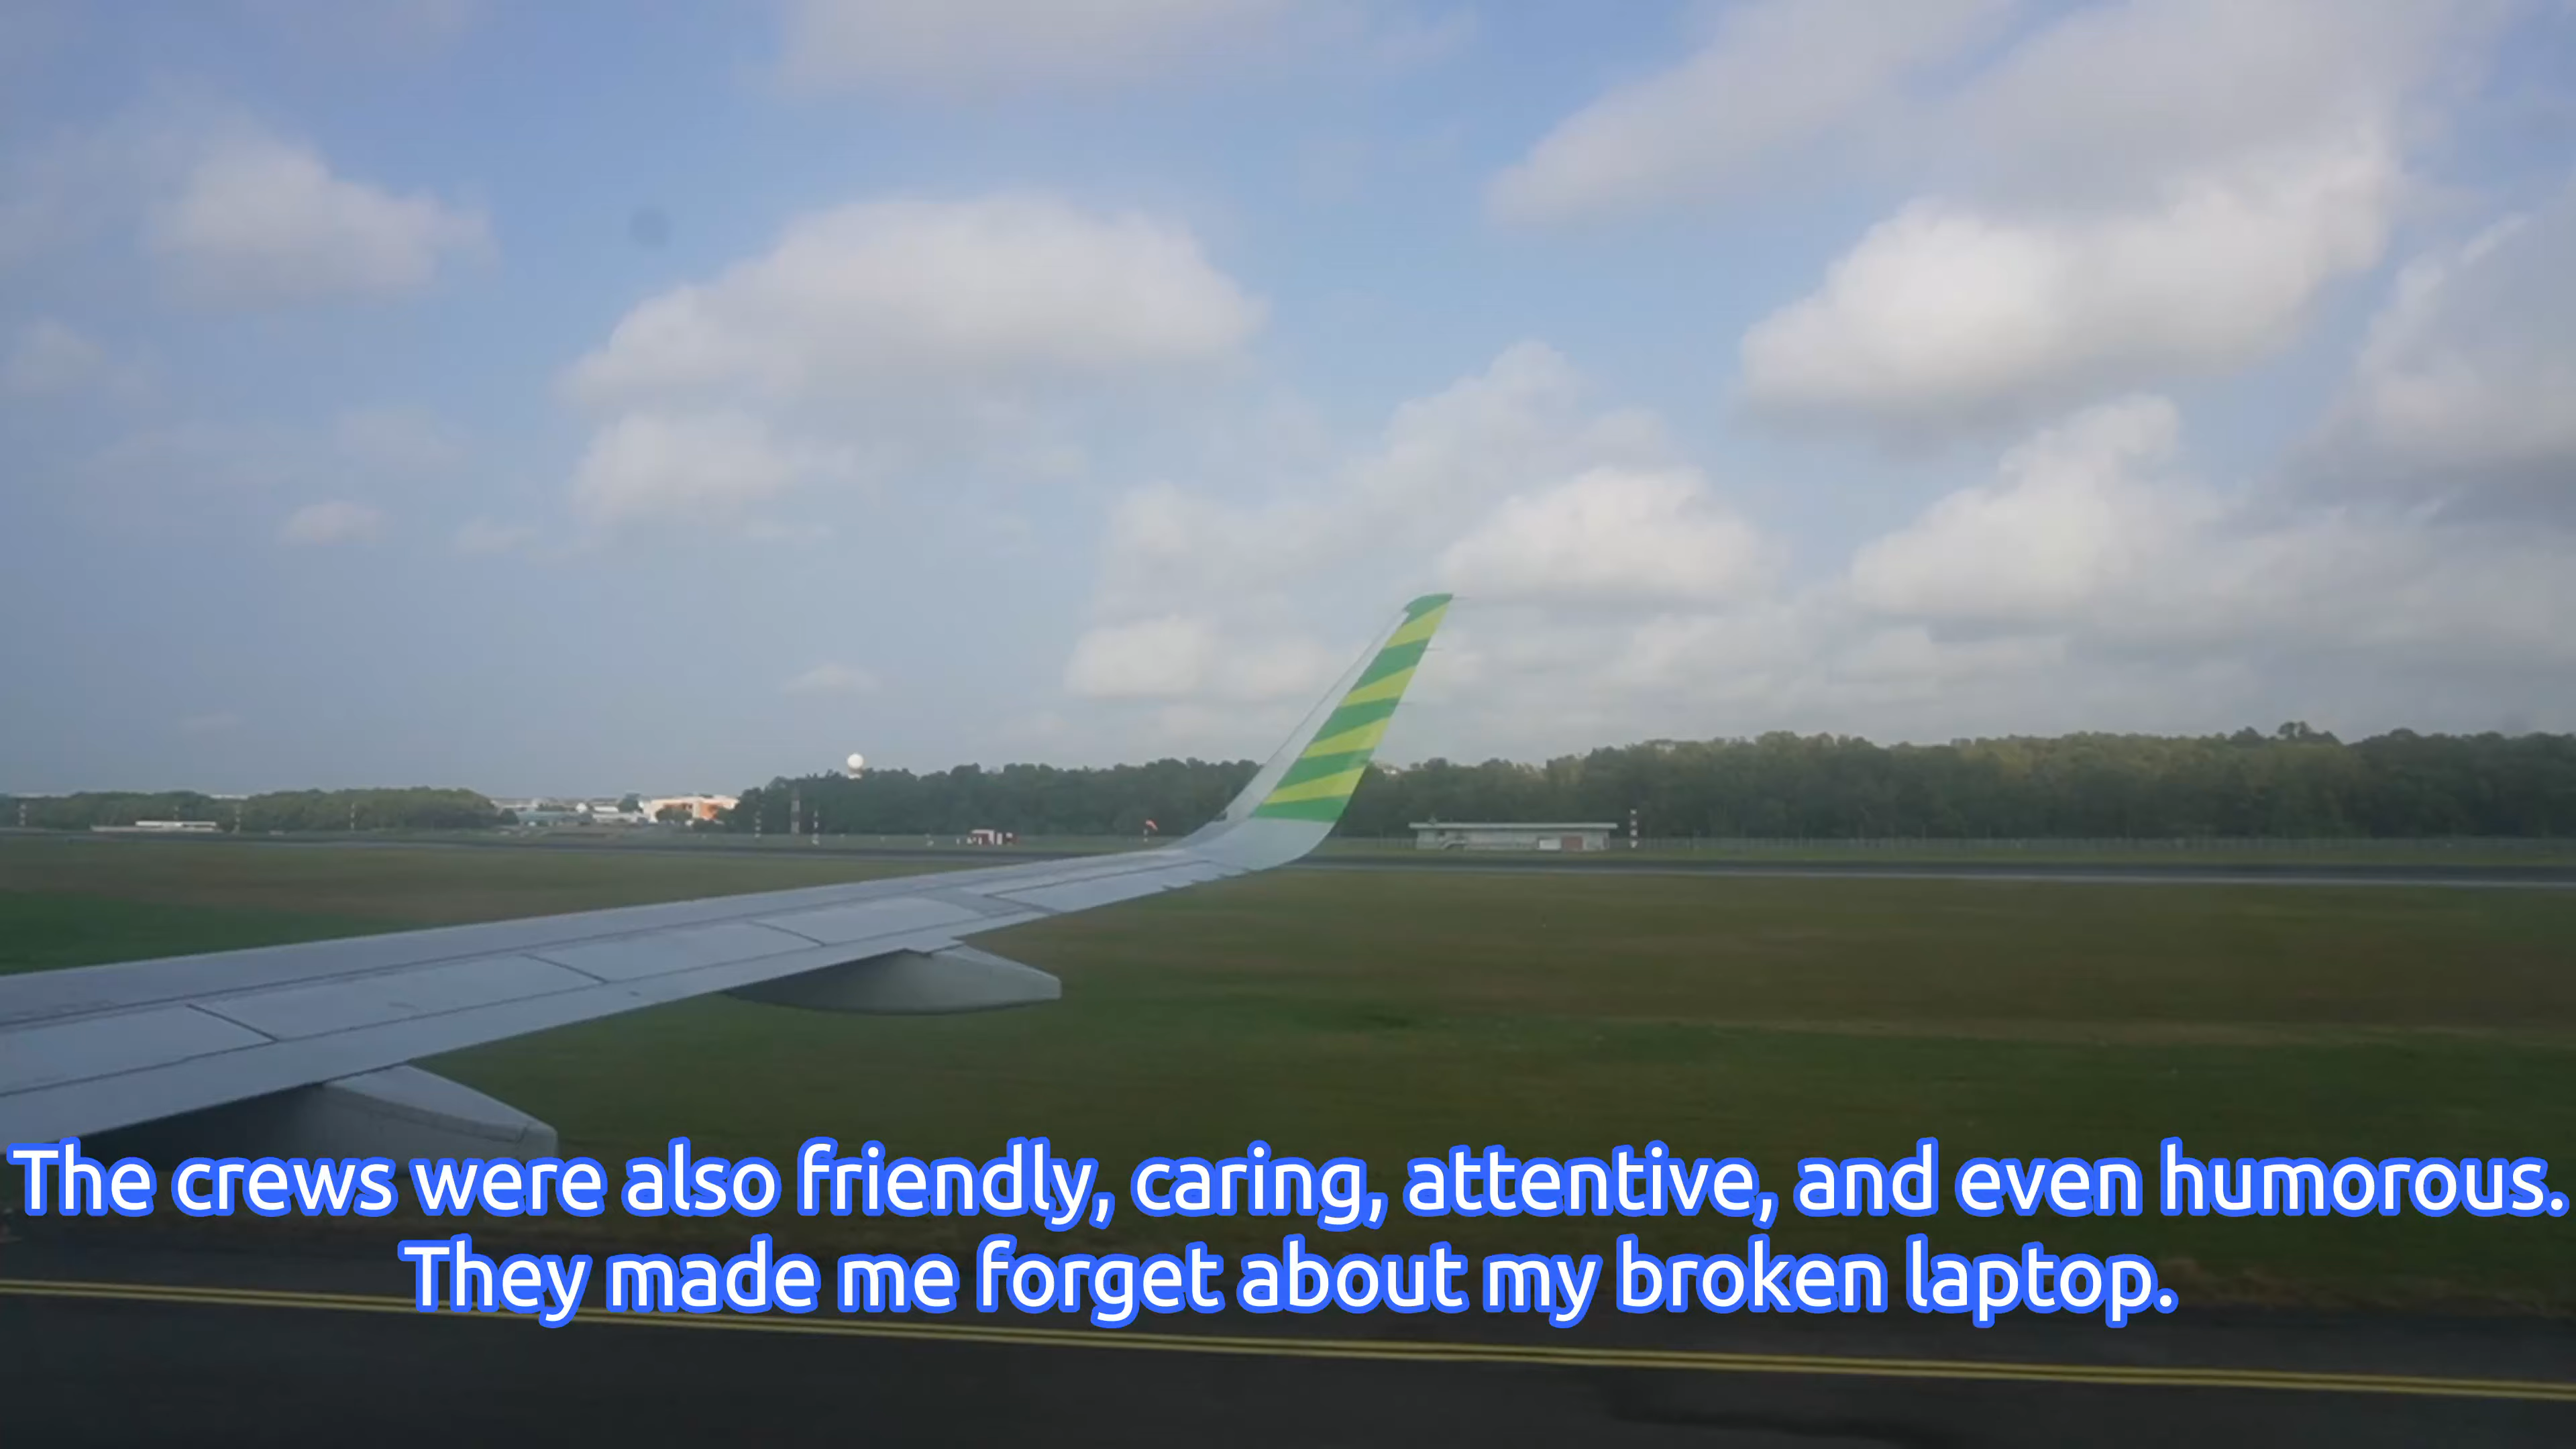 The crews were also friendly, caring, attentive, and even humorous.
They made me forget about my broken laptop.